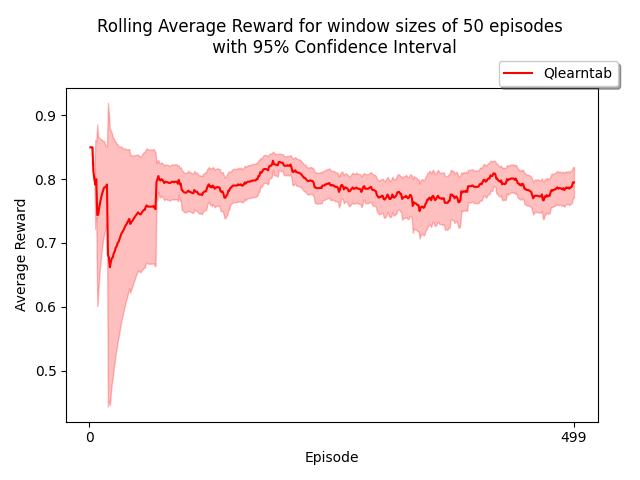 Rolling Average Reward for window sizes of 50 episodes
with 95% Confidence Interval
Qlearntab
0.9
0.8
0.7
0.6
0.5
Average Reward
0
499
Episode